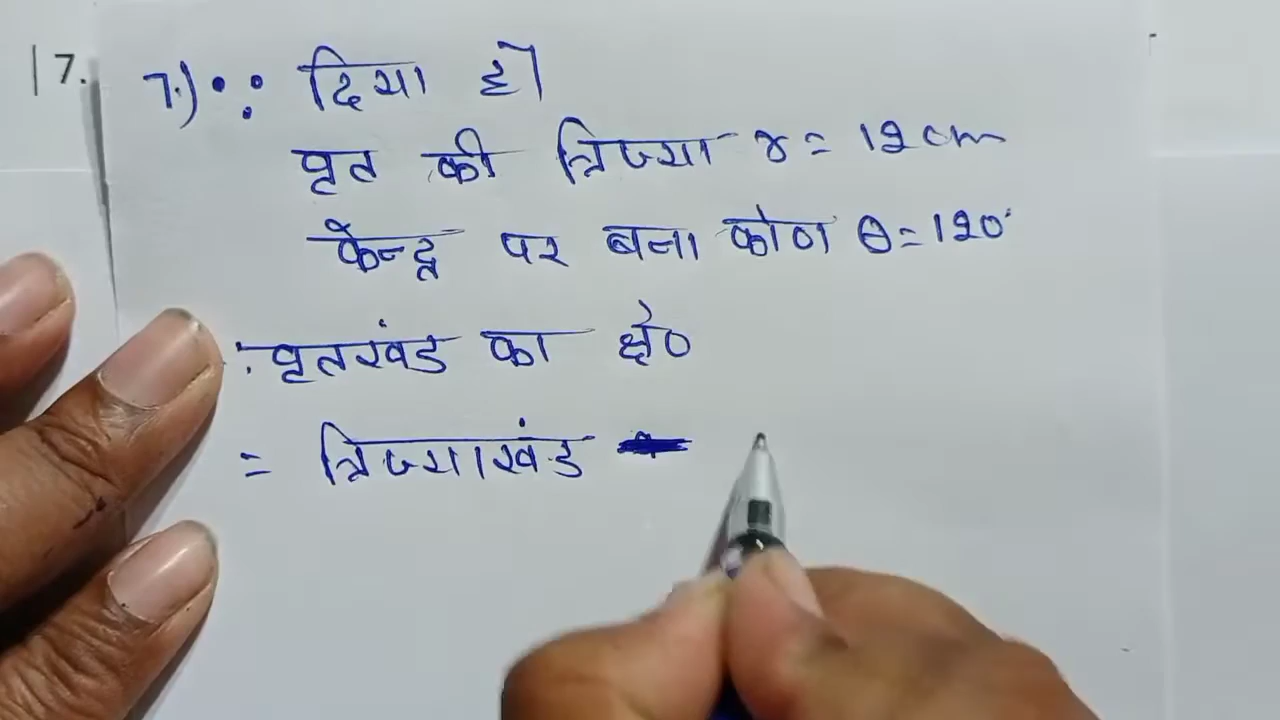 7.
7.) ∵ दिया है
वृत की त्रिज्या r = 12 cm
केन्द्र पर बना कोण θ = 120°
∴ वृतखंड का क्षे०
= त्रिज्याखंड